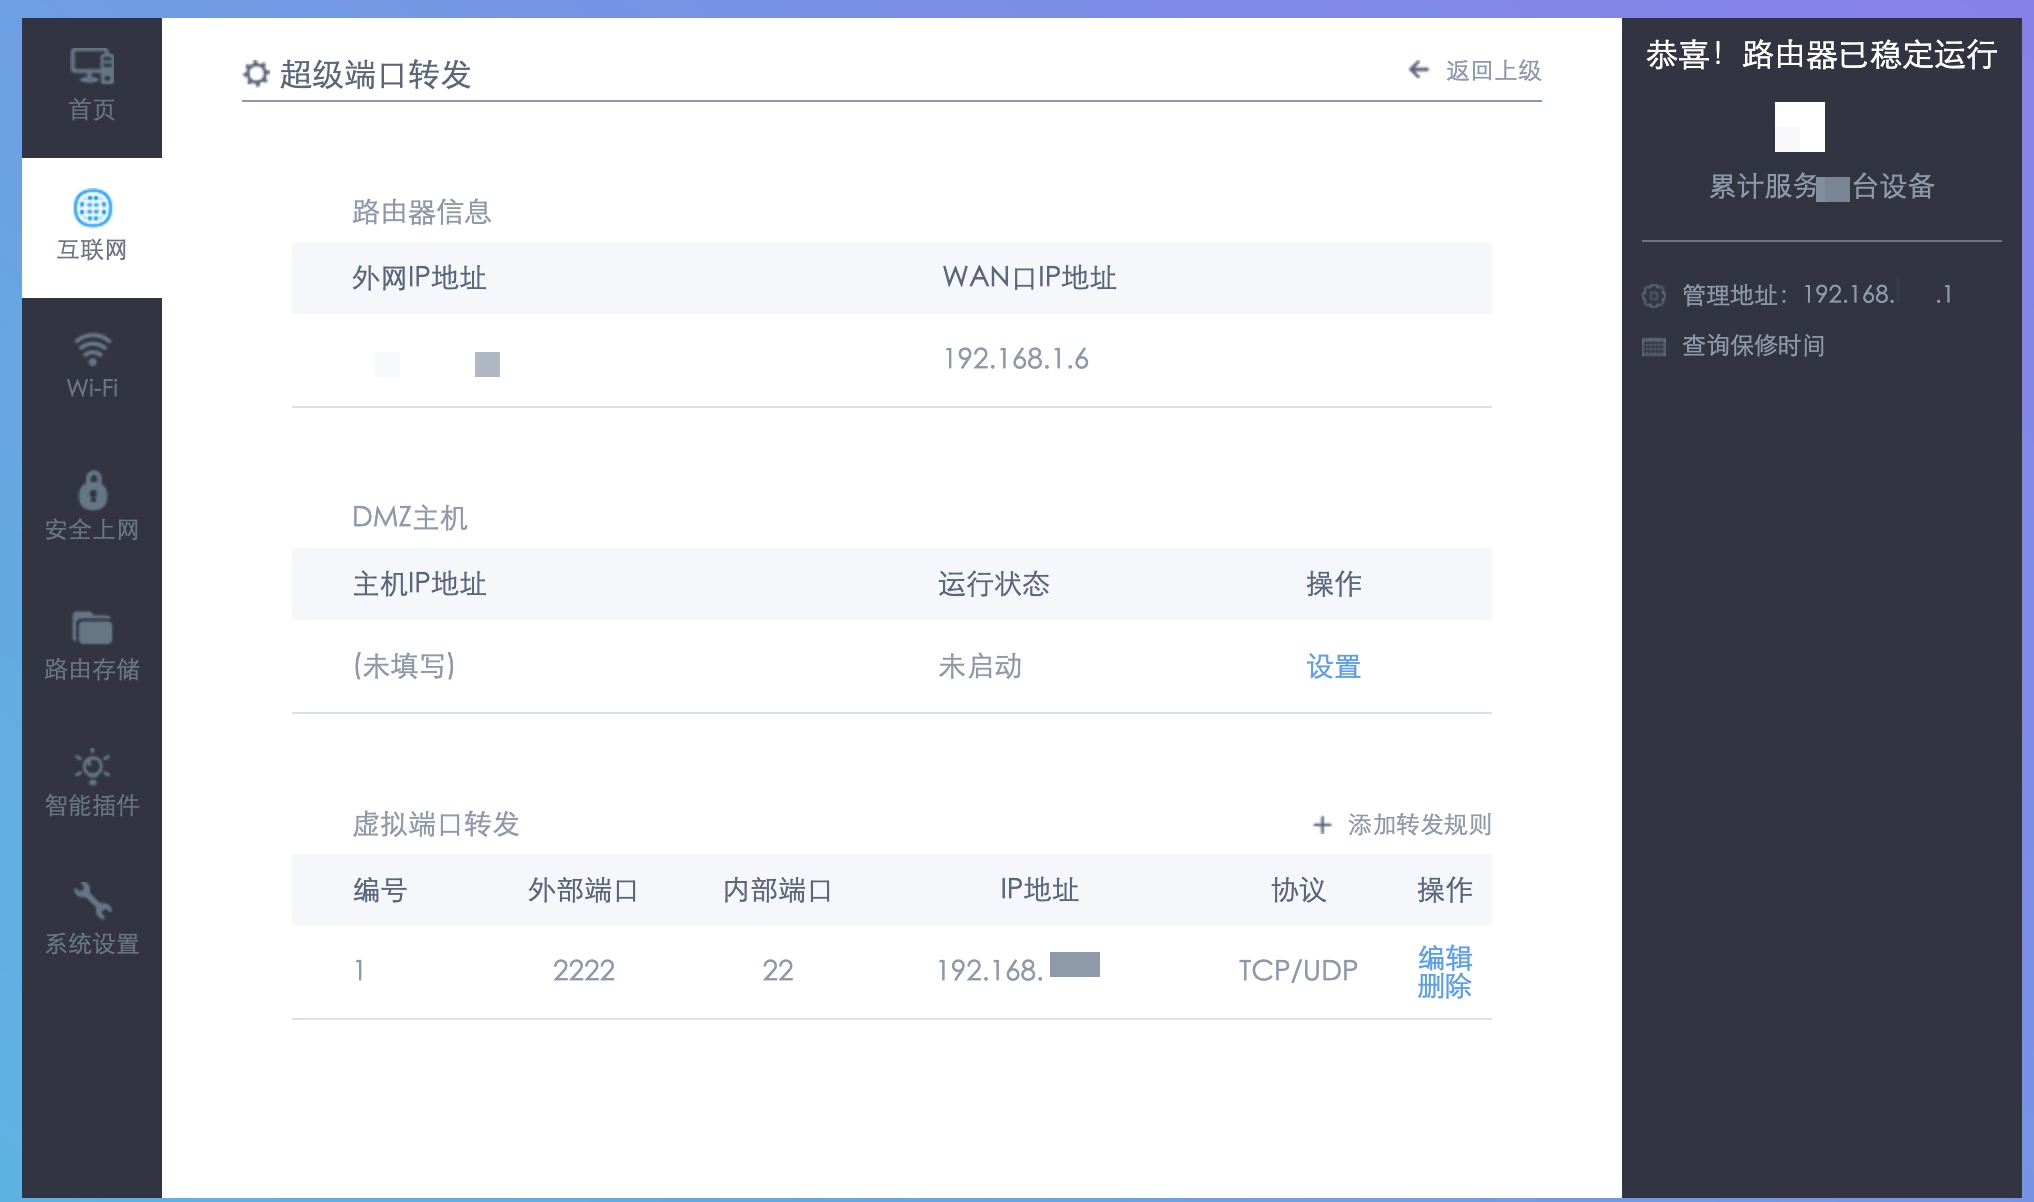 首页
互联网
Wi-Fi
安全上网
路由存储
智能插件
系统设置
超级端口转发
返回上级
路由器信息
外网IP地址 WAN口IP地址
192.168.1.6
DMZ主机
主机IP地址 运行状态 操作
(未填写) 未启动 设置
虚拟端口转发
+ 添加转发规则
编号 外部端口 内部端口 IP地址 协议 操作
1 2222 22 192.168. TCP/UDP 编辑
删除
恭喜！路由器已稳定运行
累计服务 台设备
管理地址：192.168. .1
查询保修时间